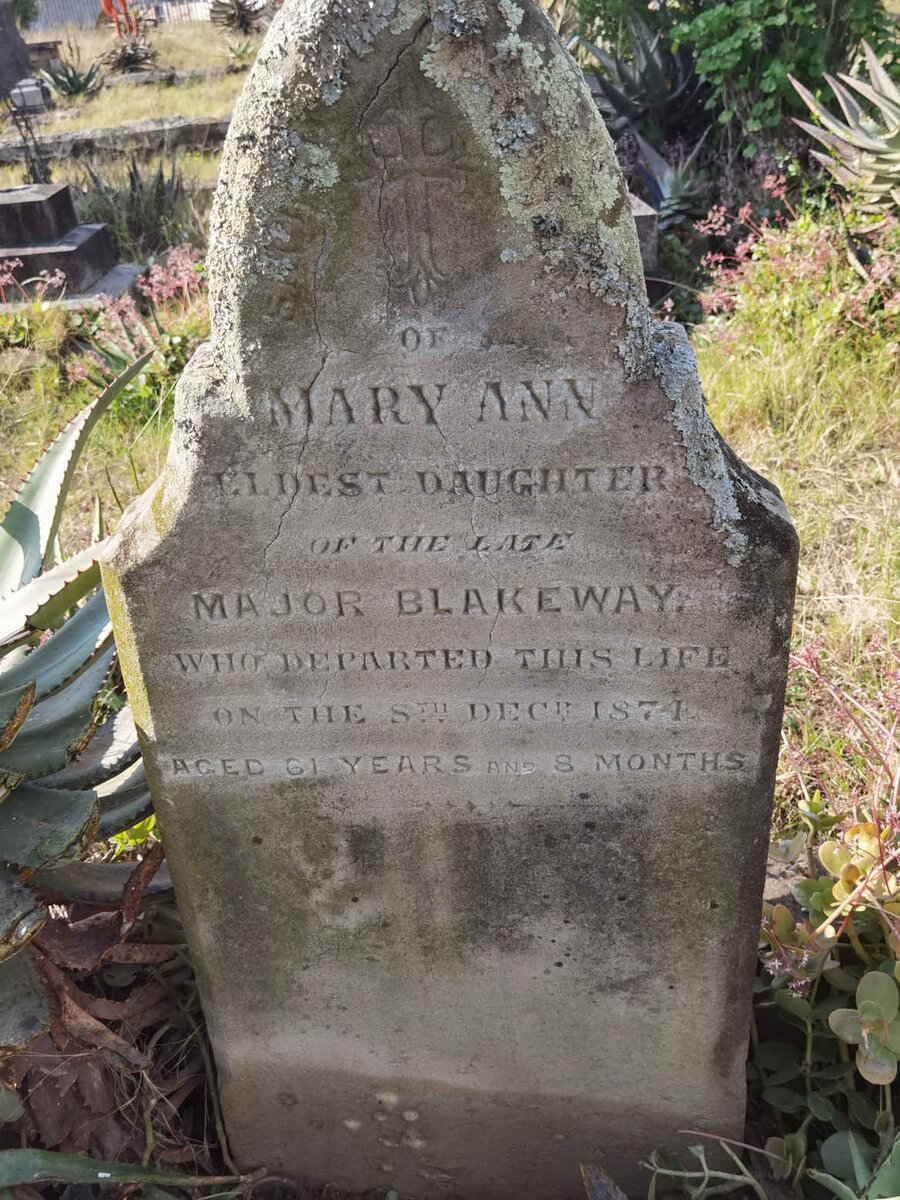 OF
MARY ANN
ELDEST DAUGHTER
OF THE LATE
MAJOR BLAKEWAY.
WHO DEPARTED THIS LIFE
ON THE 8TH DECR 1874
AGED 61 YEARS AND 8 MONTHS